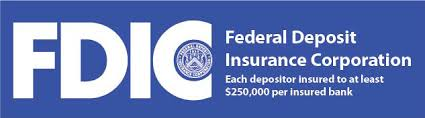 FDIC
Federal Deposit
Insurance Corporation
Each depositor insured to at least
$250,000 per insured bank